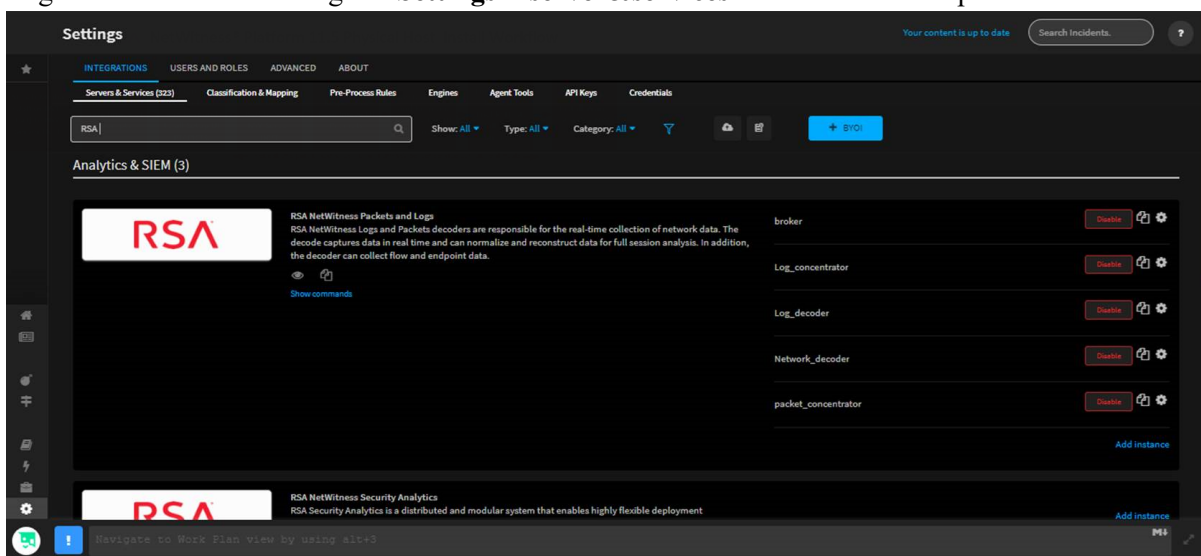 Settings
Your content is up to date
Search Incidents.
?
INTEGRATIONS USERS AND ROLES ADVANCED ABOUT
Servers & Services (323) Classification & Mapping Pre-Process Rules Engines Agent Tools API Keys Credentials
RSA
Show: All Type: All Category: All
+ BYOI
Analytics & SIEM (3)
RSA
RSA NetWitness Packets and Logs
RSA NetWitness Logs and Packets decoders are responsible for the real-time collection of network data. The
decode captures data in real time and can normalize and reconstruct data for full session analysis. In addition,
the decoder can collect flow and endpoint data.
Show commands
broker Disable
Log_concentrator Disable
Log_decoder Disable
Network_decoder Disable
packet_concentrator Disable
Add instance
RSA
RSA NetWitness Security Analytics
RSA Security Analytics is a distributed and modular system that enables highly flexible deployment
Add instance
! Navigate to Work Plan view by using alt+3
M↓